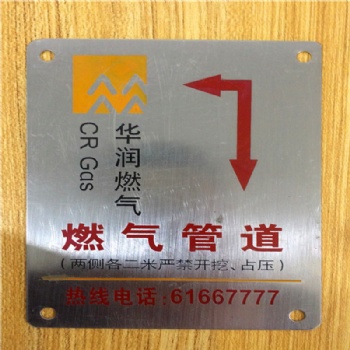 华润燃气
CR Gas
燃气管道
(两侧各二米严禁开挖、占压)
热线电话:61667777